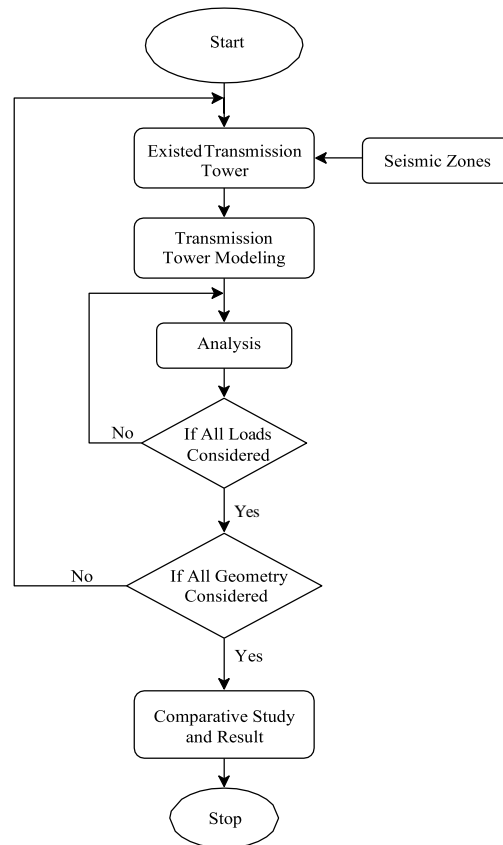 Start
Existed Transmission
Tower
Seismic Zones
Transmission
Tower Modeling
Analysis
If All Loads
Considered
No
Yes
If All Geometry
Considered
No
Yes
Comparative Study
and Result
Stop